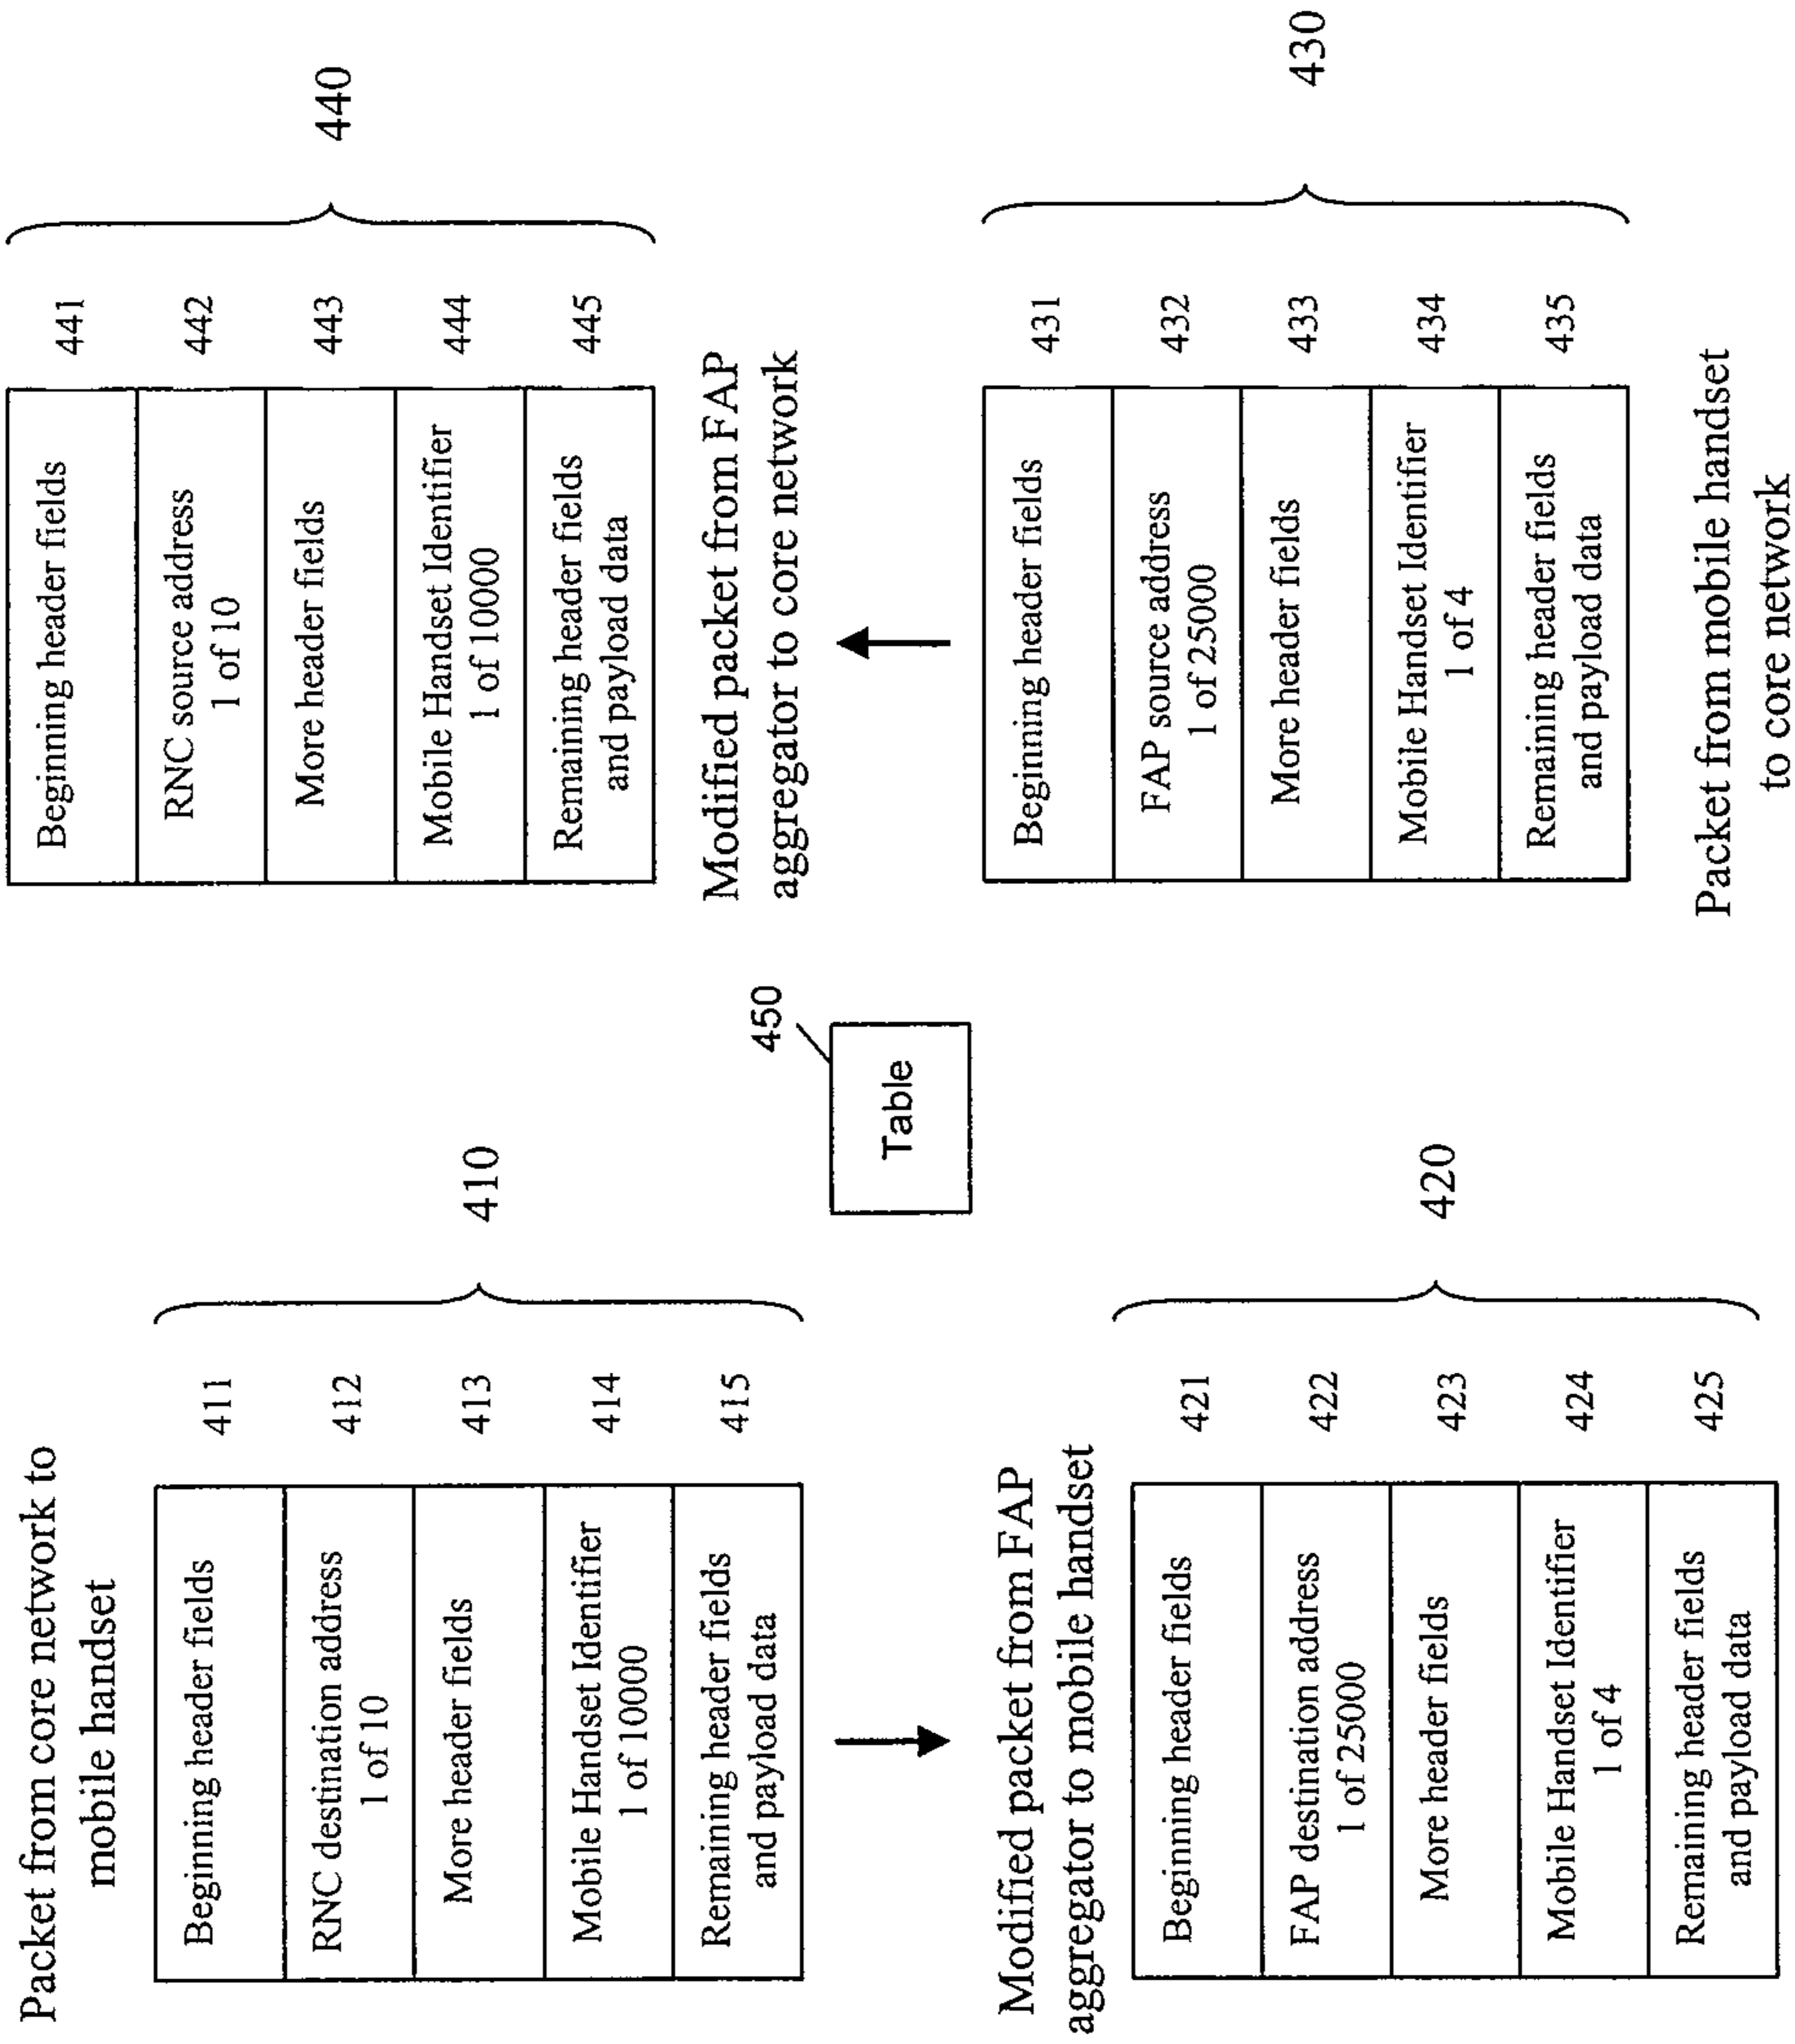 Packet from core network to
mobile handset
Beginning header fields
411
RNC destination address
1 of 10
412
More header fields
413
Mobile Handset Identifier
1 of 10000
414
Remaining header fields
and payload data
415
410
Modified packet from FAP
aggregator to mobile handset
Beginning header fields
421
FAP destination address
1 of 25000
422
More header fields
423
Mobile Handset Identifier
1 of 4
424
Remaining header fields
and payload data
425
420
450
Table
Beginning header fields
441
RNC source address
1 of 10
442
More header fields
443
Mobile Handset Identifier
1 of 10000
444
Remaining header fields
and payload data
445
440
Modified packet from FAP
aggregator to core network
Beginning header fields
431
FAP source address
1 of 25000
432
More header fields
433
Mobile Handset Identifier
1 of 4
434
Remaining header fields
and payload data
435
430
Packet from mobile handset
to core network